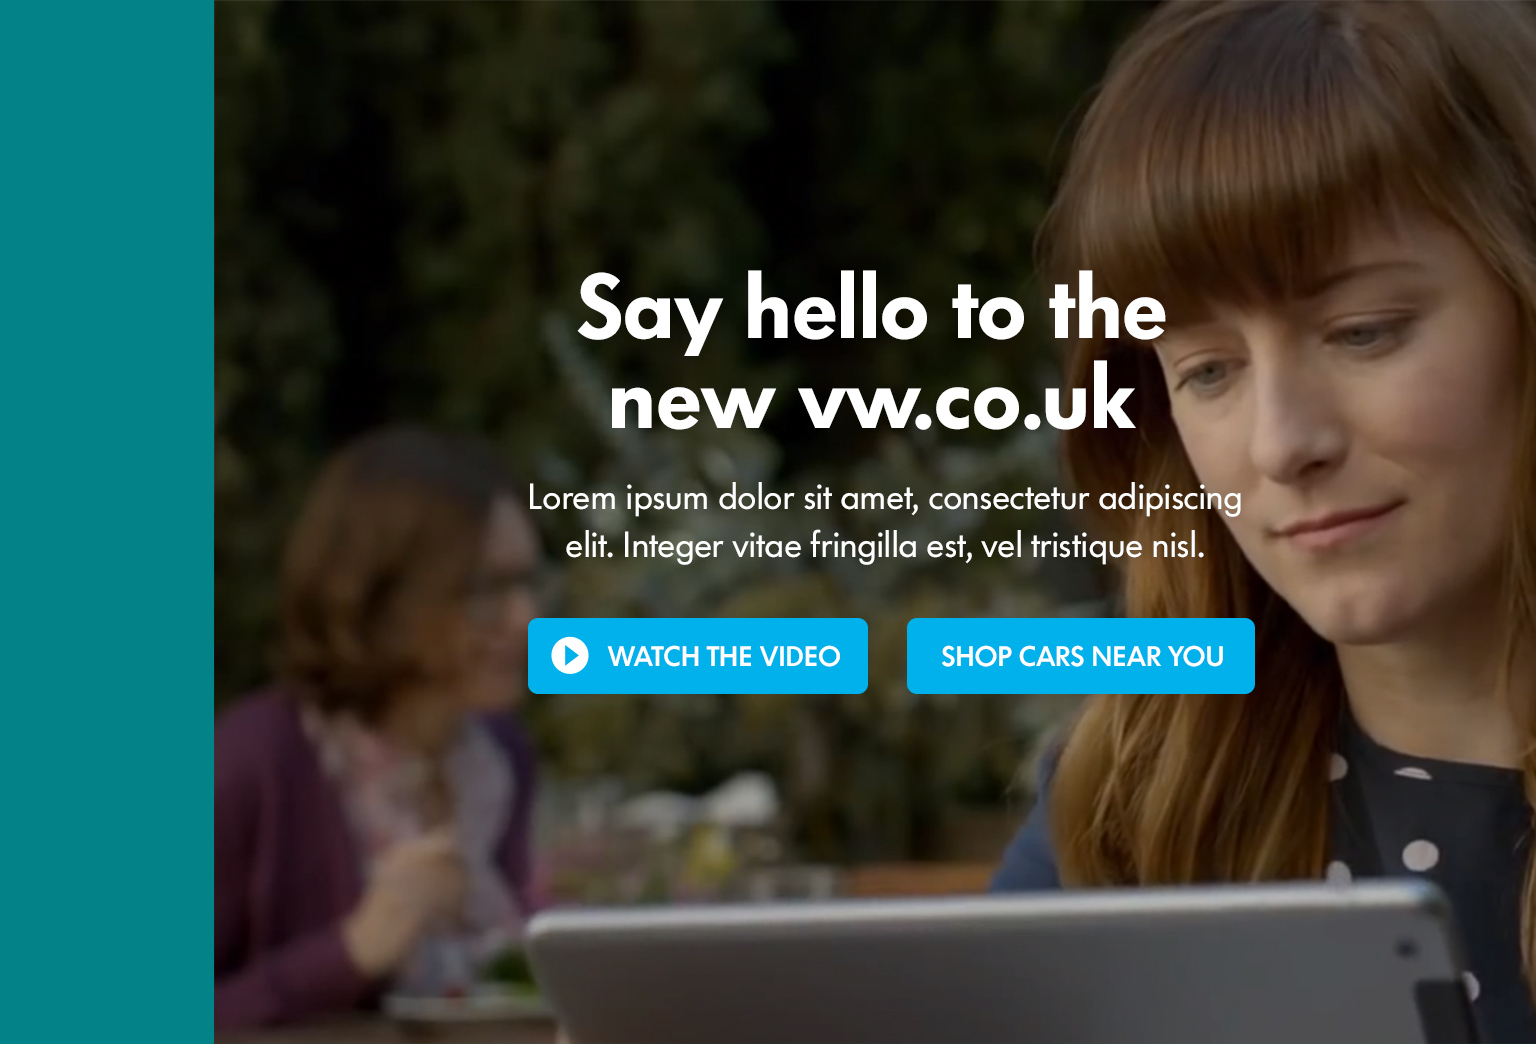 Say hello to the
new vw.co.uk
Lorem ipsum dolor sit amet, consectetur adipiscing
elit. Integer vitae fringilla est, vel tristique nisl.
WATCH THE VIDEO
SHOP CARS NEAR YOU